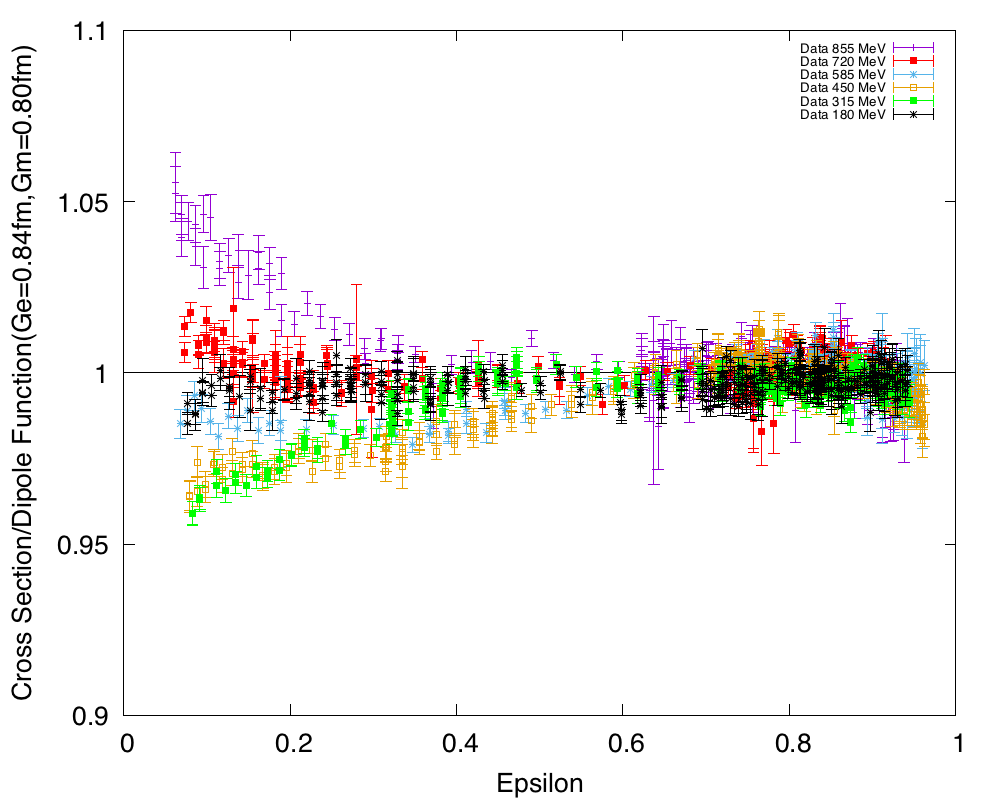 1.1
1.05
1
0.95
0.9
Cross Section/Dipole Function(Ge=0.84fm,Gm=0.80fm)
Data 855 MeV
Data 720 MeV
Data 585 MeV
Data 450 MeV
Data 315 MeV
Data 180 MeV
0 0.2 0.4 0.6 0.8 1
Epsilon